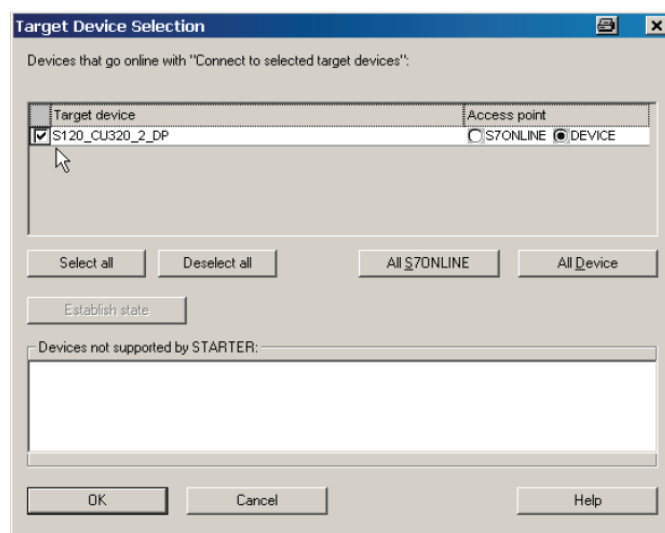 Target Device Selection
Devices that go online with "Connect to selected target devices":
Target device Access point
S120_CU320_2_DP S7ONLINE DEVICE
Select all Deselect all All S7ONLINE All Device
Establish state
Devices not supported by STARTER:
OK Cancel Help